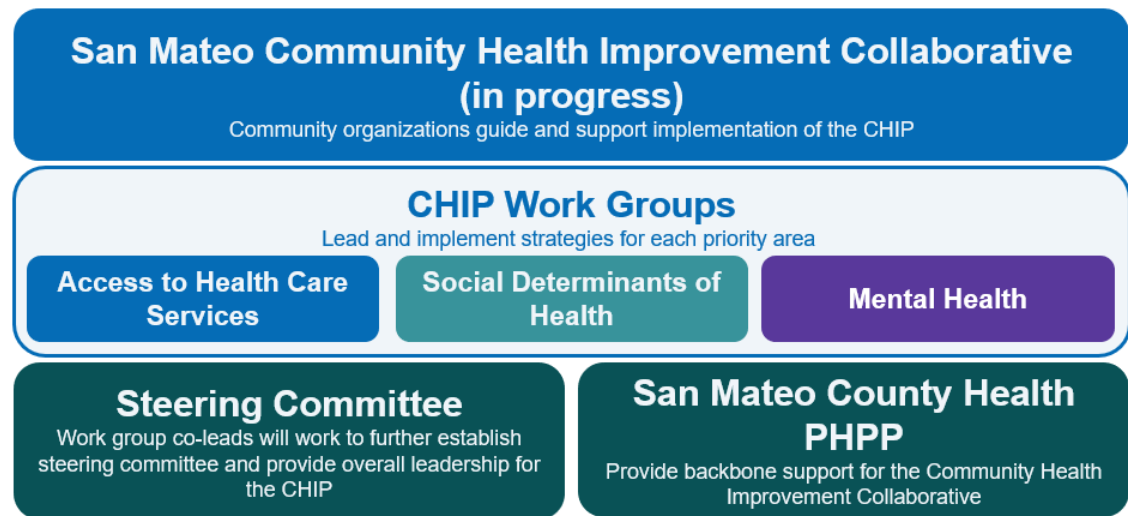 San Mateo Community Health Improvement Collaborative
(in progress)
Community organizations guide and support implementation of the CHIP
CHIP Work Groups
Lead and implement strategies for each priority area
Access to Health Care
Services
Social Determinants of
Health
Mental Health
Steering Committee
Work group co-leads will work to further establish
steering committee and provide overall leadership for
the CHIP
San Mateo County Health
PHPP
Provide backbone support for the Community Health
Improvement Collaborative